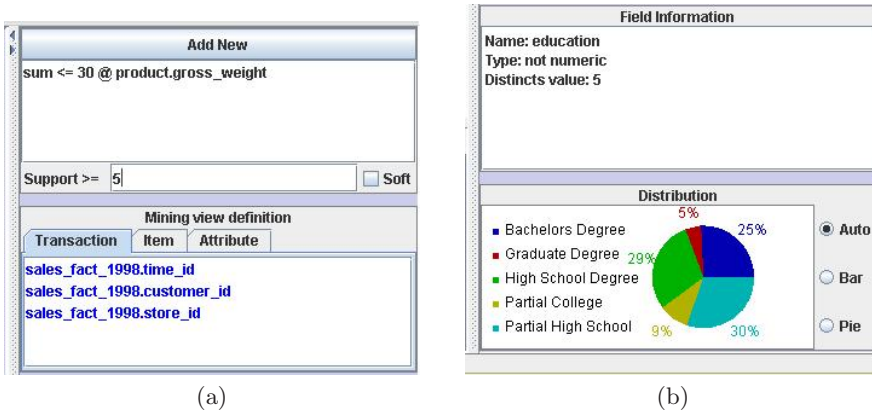 Add New
sum <= 30 @ product.gross_weight
Support >= 5
Soft
Mining view definition
Transaction Item Attribute
sales_fact_1998.time_id
sales_fact_1998.customer_id
sales_fact_1998.store_id
(a)
Field Information
Name: education
Type: not numeric
Distincts value: 5
Distribution
Bachelors Degree
Graduate Degree
High School Degree
Partial College
Partial High School
5%
25%
29%
9%
30%
Auto
Bar
Pie
(b)